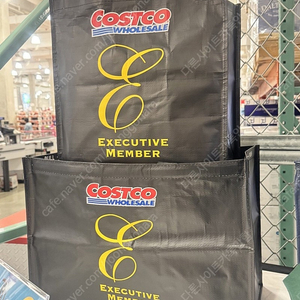 COSTCO
WHOLESALE
E
EXECUTIVE
MEMBER
COSTCO
WHOLESALE
E
EXECUTIVE
MEMBER